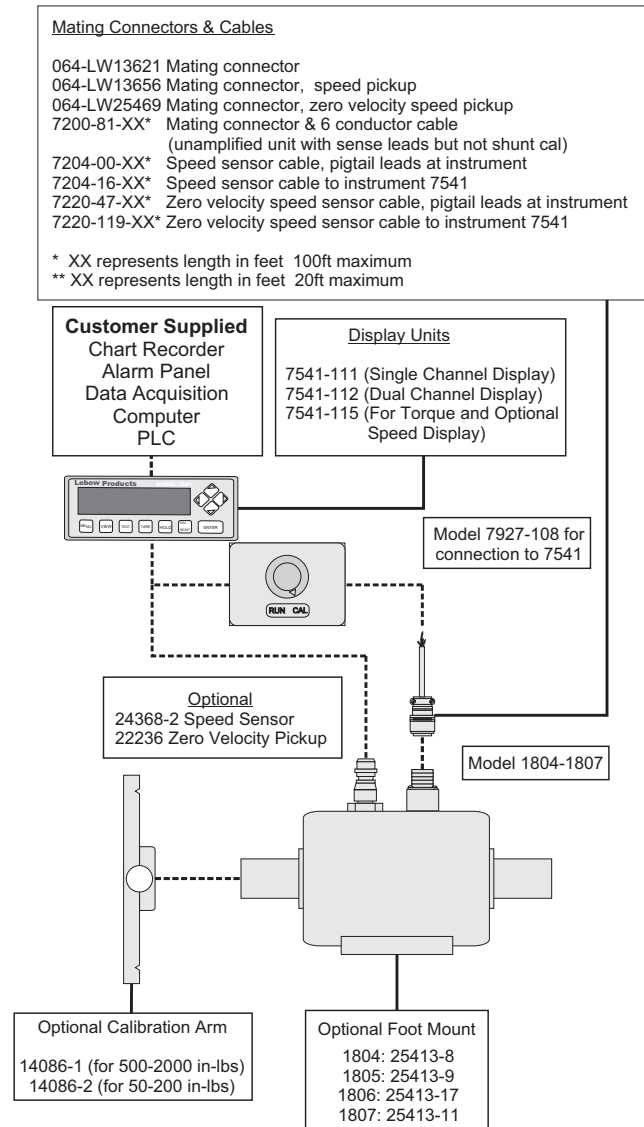 Mating Connectors & Cables
064-LW13621 Mating connector
064-LW13656 Mating connector, speed pickup
064-LW25469 Mating connector, zero velocity speed pickup
7200-81-XX* Mating connector & 6 conductor cable
(unamplified unit with sense leads but not shunt cal)
7204-00-XX* Speed sensor cable, pigtail leads at instrument
7204-16-XX* Speed sensor cable to instrument 7541
7220-47-XX* Zero velocity speed sensor cable, pigtail leads at instrument
7220-119-XX* Zero velocity speed sensor cable to instrument 7541
* XX represents length in feet 100ft maximum
** XX represents length in feet 20ft maximum
Customer Supplied
Chart Recorder
Alarm Panel
Data Acquisition
Computer
PLC
Display Units
7541-111 (Single Channel Display)
7541-112 (Dual Channel Display)
7541-115 (For Torque and Optional
Speed Display)
Lebow Products
MENU VIEW TEST TARE HOLD RESET ENTER
Model 7927-108 for
connection to 7541
RUN CAL
Optional
24368-2 Speed Sensor
22236 Zero Velocity Pickup
Model 1804-1807
Optional Calibration Arm
14086-1 (for 500-2000 in-lbs)
14086-2 (for 50-200 in-lbs)
Optional Foot Mount
1804: 25413-8
1805: 25413-9
1806: 25413-17
1807: 25413-11